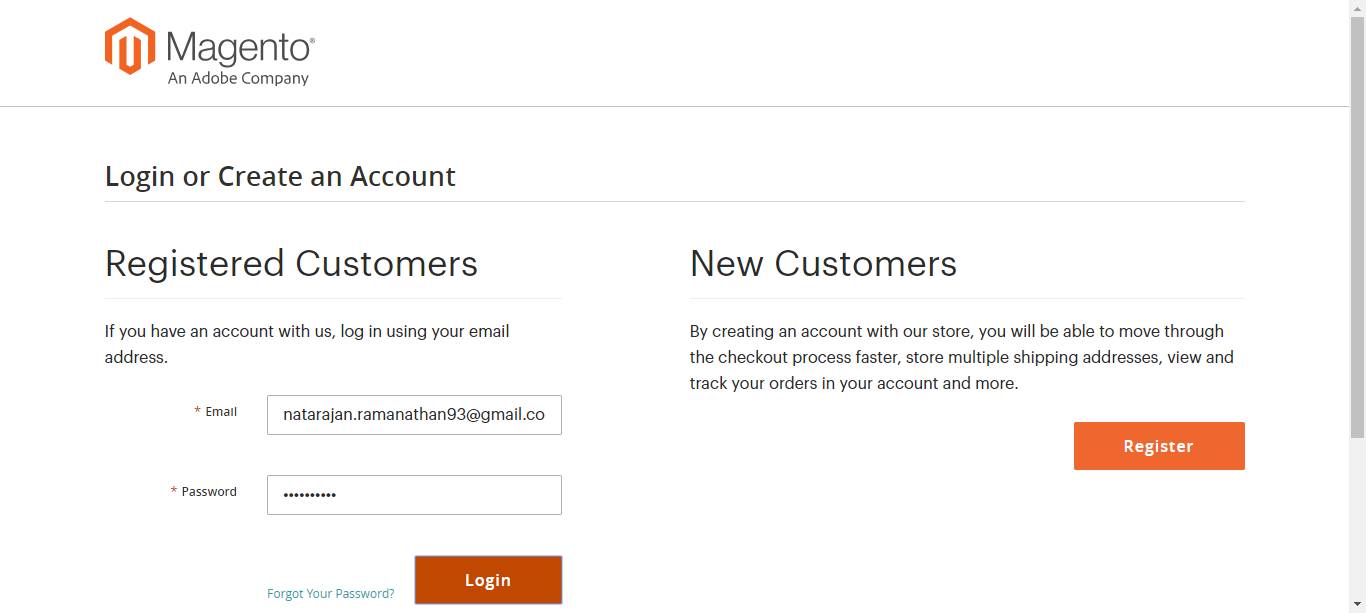 Magento®
An Adobe Company
Login or Create an Account
Registered Customers
If you have an account with us, log in using your email
address.
* Email
natarajan.ramanathan93@gmail.co
* Password
••••••••••
Forgot Your Password?
Login
New Customers
By creating an account with our store, you will be able to move through
the checkout process faster, store multiple shipping addresses, view and
track your orders in your account and more.
Register